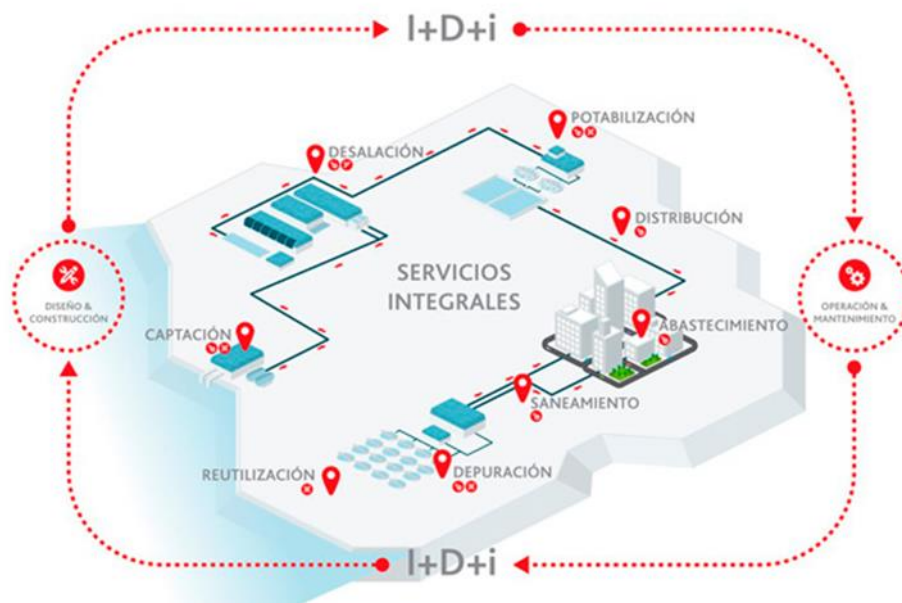 I+D+i
POTABILIZACIÓN
DESALACIÓN
DISTRIBUCIÓN
SERVICIOS
INTEGRALES
DISEÑO &
CONSTRUCCIÓN
OPERACIÓN &
MANTENIMIENTO
CAPTACIÓN
ABASTECIMIENTO
SANEAMIENTO
REUTILIZACIÓN
DEPURACIÓN
I+D+i